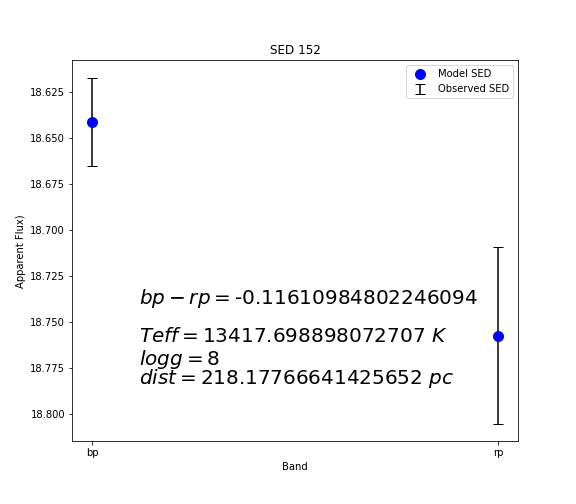 SED 152
Model SED
Observed SED
18.625
18.650
18.675
18.700
18.725
18.750
18.775
18.800
Apparent Flux)
bp − rp = -0.11610984802246094
Teff = 13417.698898072707 K
logg = 8
dist = 218.17766641425652 pc
bp
rp
Band